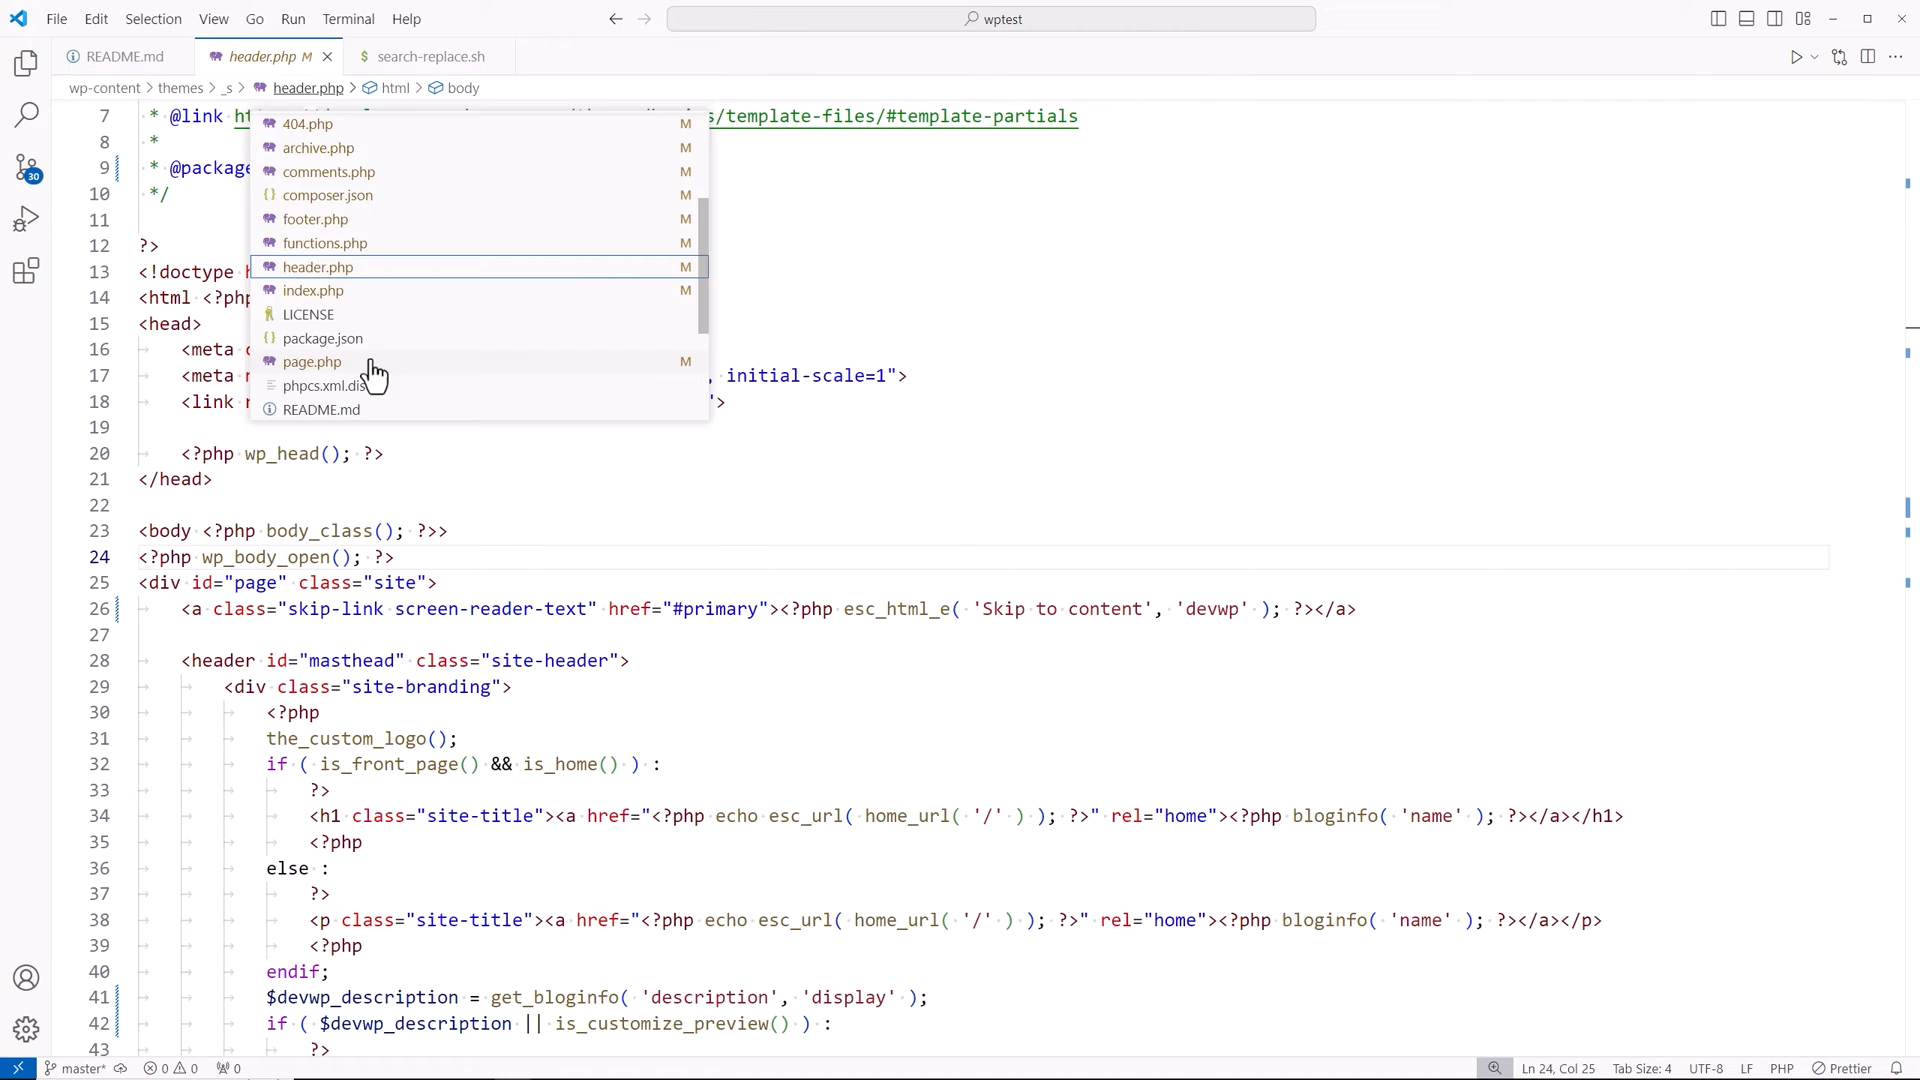 File Edit Selection View Go Run Terminal Help
wptest
README.md
header.php M
$ search-replace.sh
wp-content > themes > _s > header.php > html > body
7 * @link ht s/template-files/#template-partials
8 *
9 * @package
10 */
11
12 ?>
13 <!doctype h
14 <html <?php
15 <head>
16 <meta c
17 <meta n , initial-scale=1">
18 <link r ">
19
20 <?php wp_head(); ?>
21 </head>
22
23 <body <?php body_class(); ?>>
24 <?php wp_body_open(); ?>
25 <div id="page" class="site">
26 <a class="skip-link screen-reader-text" href="#primary"><?php esc_html_e( 'Skip to content', 'devwp' ); ?></a>
27
28 <header id="masthead" class="site-header">
29 <div class="site-branding">
30 <?php
31 the_custom_logo();
32 if ( is_front_page() && is_home() ) :
33 ?>
34 <h1 class="site-title"><a href="<?php echo esc_url( home_url( '/' ) ); ?>" rel="home"><?php bloginfo( 'name' ); ?></a></h1>
35 <?php
36 else :
37 ?>
38 <p class="site-title"><a href="<?php echo esc_url( home_url( '/' ) ); ?>" rel="home"><?php bloginfo( 'name' ); ?></a></p>
39 <?php
40 endif;
41 $devwp_description = get_bloginfo( 'description', 'display' );
42 if ( $devwp_description || is_customize_preview() ) :
43 ?>
404.php M
archive.php M
comments.php M
{} composer.json M
footer.php M
functions.php M
header.php M
index.php M
LICENSE
{} package.json
page.php M
phpcs.xml.dis
README.md
30
master* 0 0 0
Ln 24, Col 25 Tab Size: 4 UTF-8 LF PHP Prettier